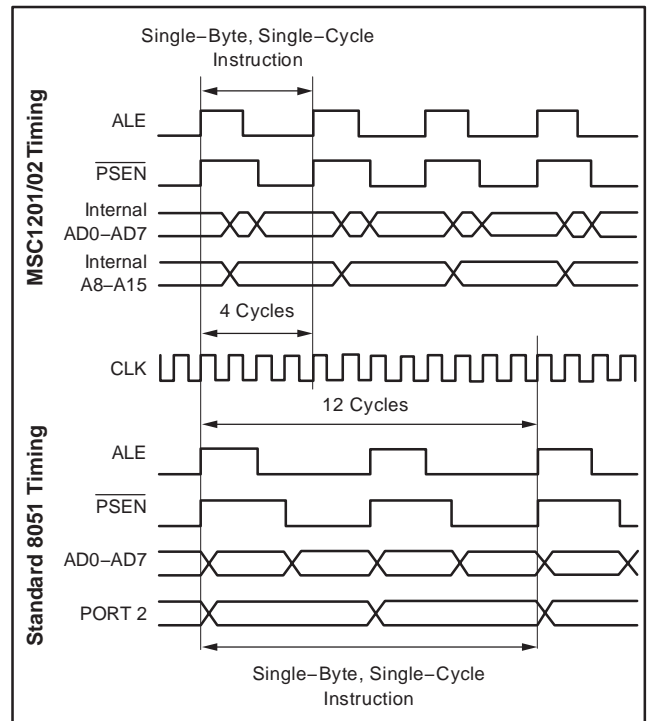 Single–Byte, Single–Cycle
Instruction
MSC1201/02 Timing
ALE
PSEN
Internal
AD0–AD7
Internal
A8–A15
4 Cycles
CLK
12 Cycles
Standard 8051 Timing
ALE
PSEN
AD0–AD7
PORT 2
Single–Byte, Single–Cycle
Instruction